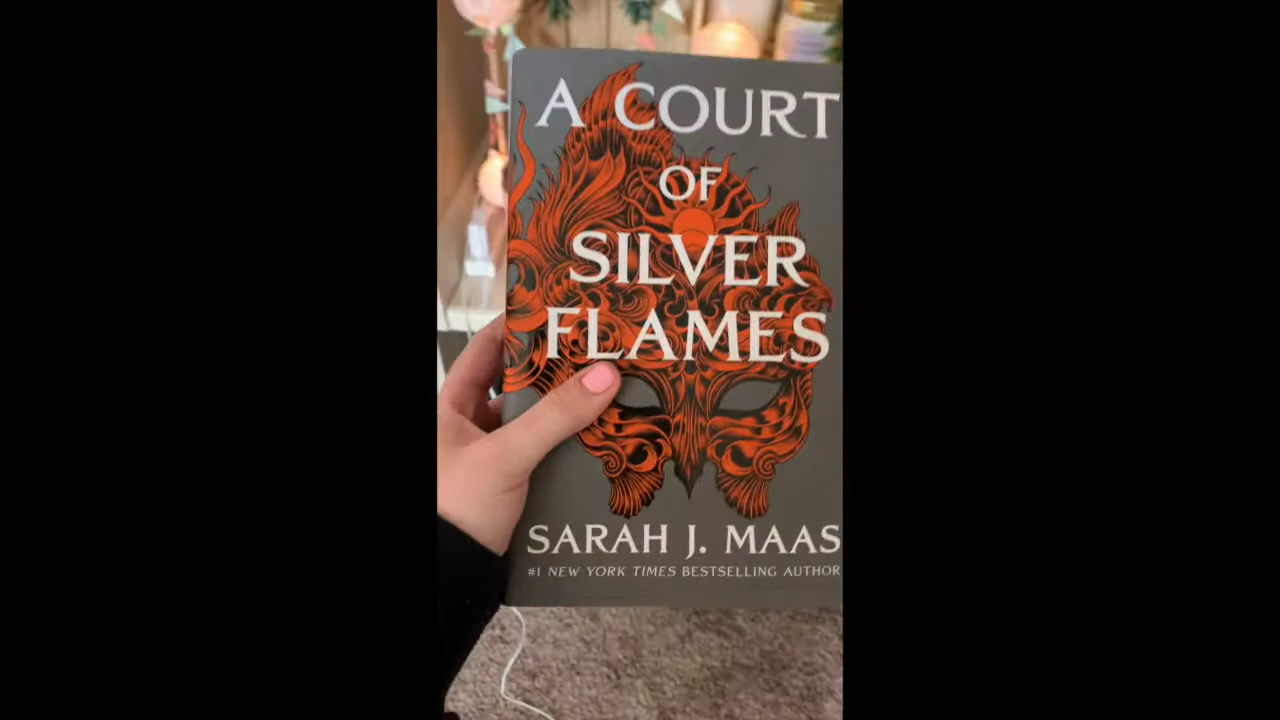 A COURT
OF
SILVER
FLAMES
SARAH J. MAAS
#1 NEW YORK TIMES BESTSELLING AUTHOR